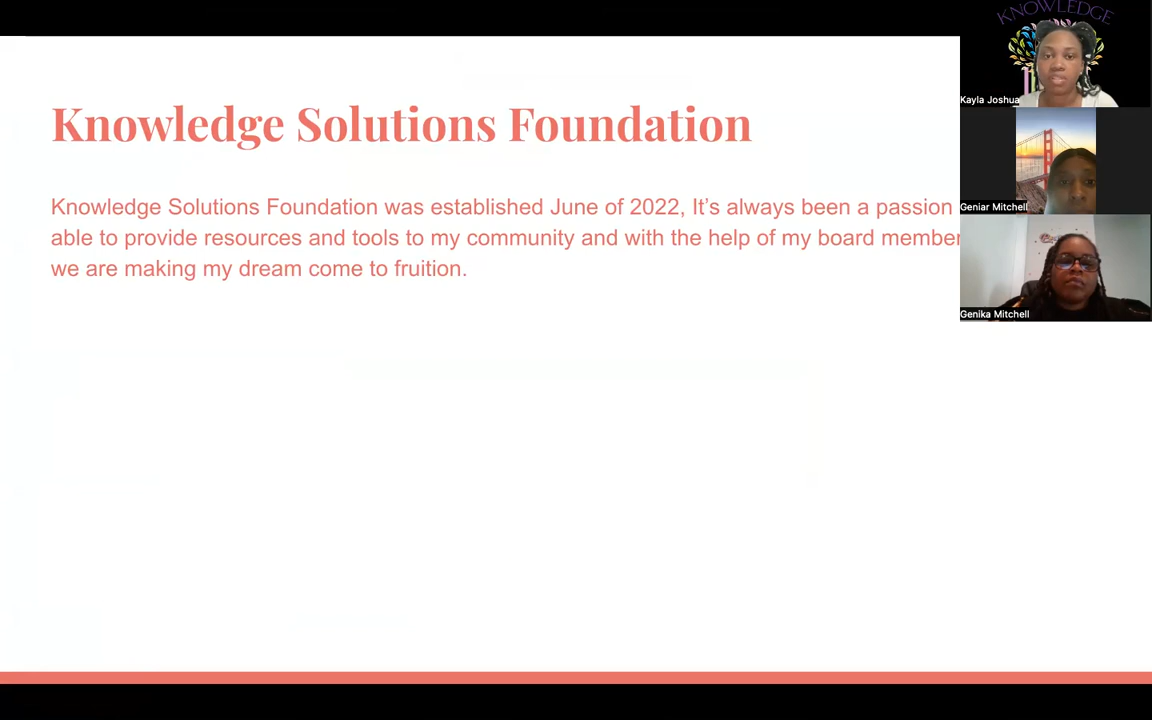 Knowledge Solutions Foundation
Knowledge Solutions Foundation was established June of 2022, It's always been a passion
able to provide resources and tools to my community and with the help of my board member
we are making my dream come to fruition.
KNOWLEDGE
Kayla Joshua
Geniar Mitchell
Genika Mitchell